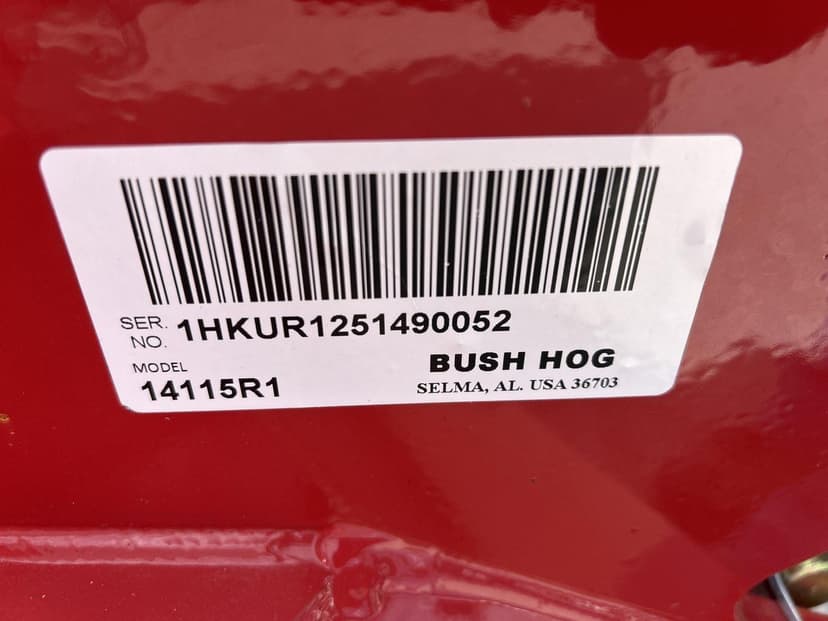 SER. NO. 1HKUR1251490052
MODEL
14115R1
BUSH HOG
SELMA, AL. USA 36703